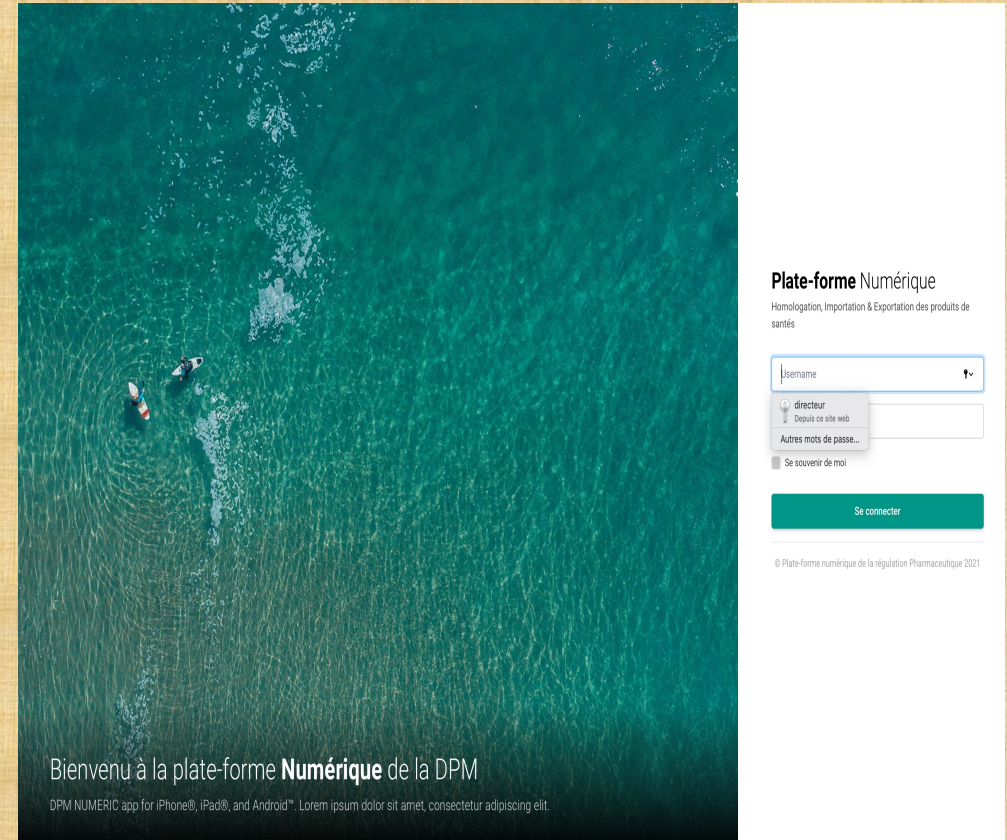 Plate-forme Numérique
Homologation, Importation & Exportation des produits de
santés
Username
directeur
Depuis ce site web
Autres mots de passe...
Se souvenir de moi
Se connecter
© Plate-forme numérique de la régulation Pharmaceutique 2021
Bienvenu à la plate-forme Numérique de la DPM
DPM NUMERIC app for iPhone®, iPad®, and Android™. Lorem ipsum dolor sit amet, consectetur adipiscing elit.